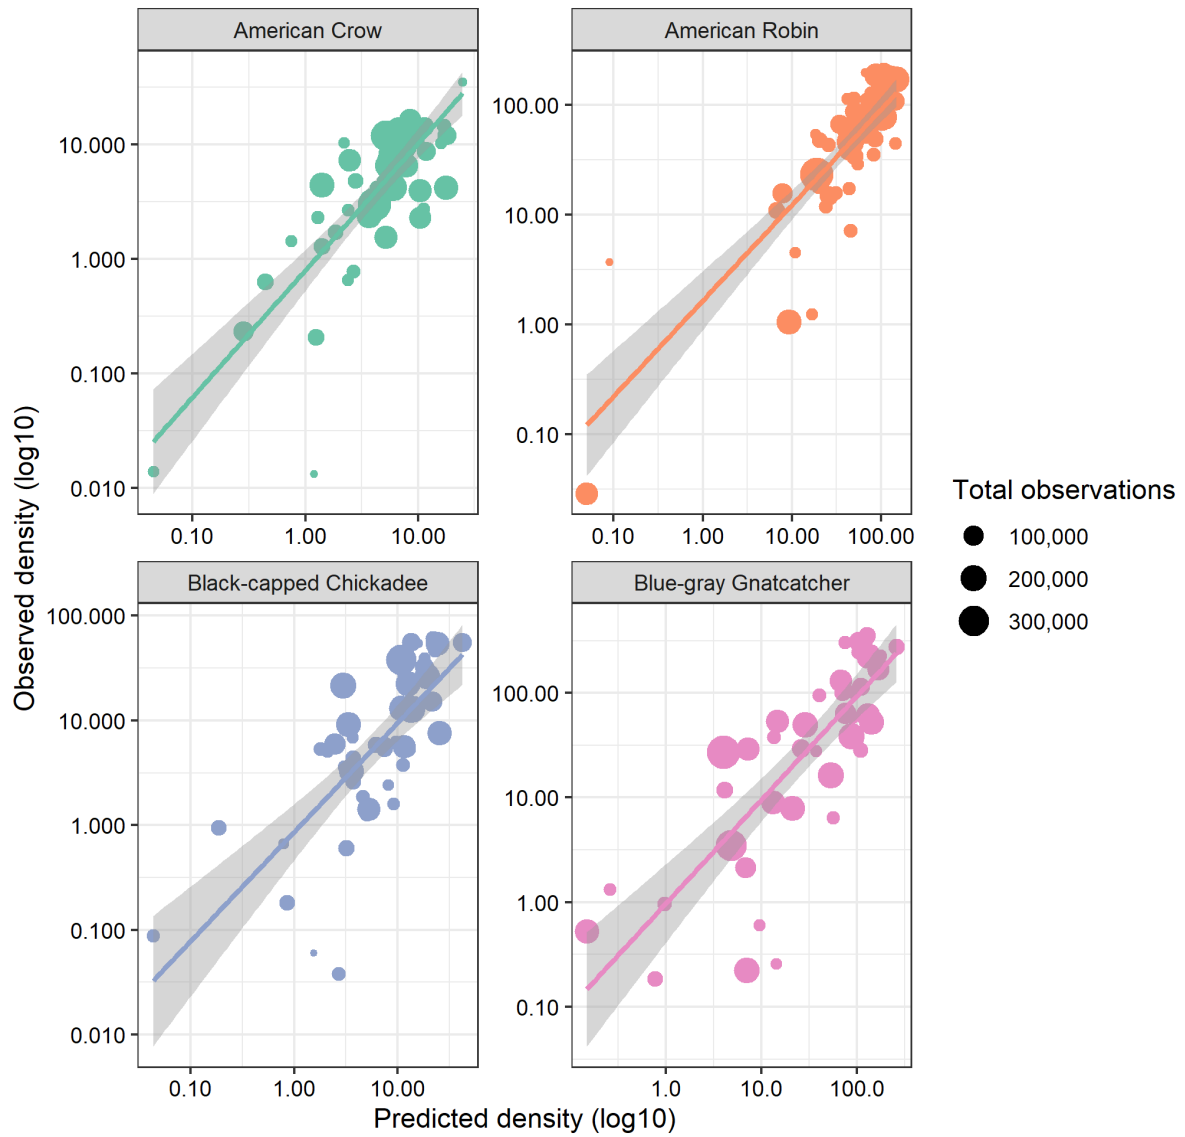 American Crow
American Robin
10.000
1.000
0.100
0.010
100.00
10.00
1.00
0.10
0.10 1.00 10.00
0.10 1.00 10.00 100.00
Black-capped Chickadee
Blue-gray Gnatcatcher
100.000
10.000
1.000
0.100
0.010
100.00
10.00
1.00
0.10
0.10 1.00 10.00
1.0 10.0 100.0
Observed density (log10)
Predicted density (log10)
Total observations
100,000
200,000
300,000